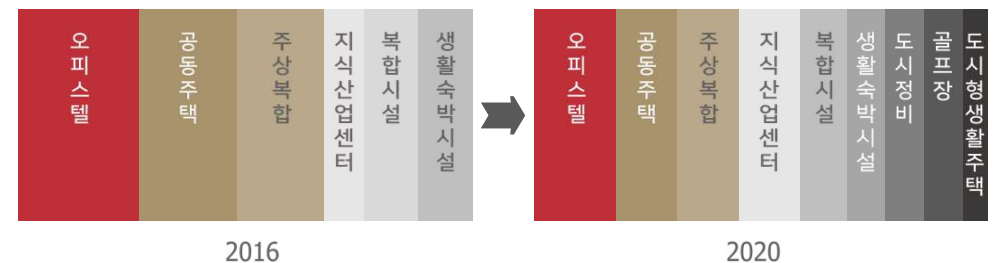 오피스텔
공동주택
주상복합
지식산업센터
복합시설
생활숙박시설
2016
오피스텔
공동주택
주상복합
지식산업센터
복합시설
생활숙박시설
도시정비
골프장
도시형생활주택
2020